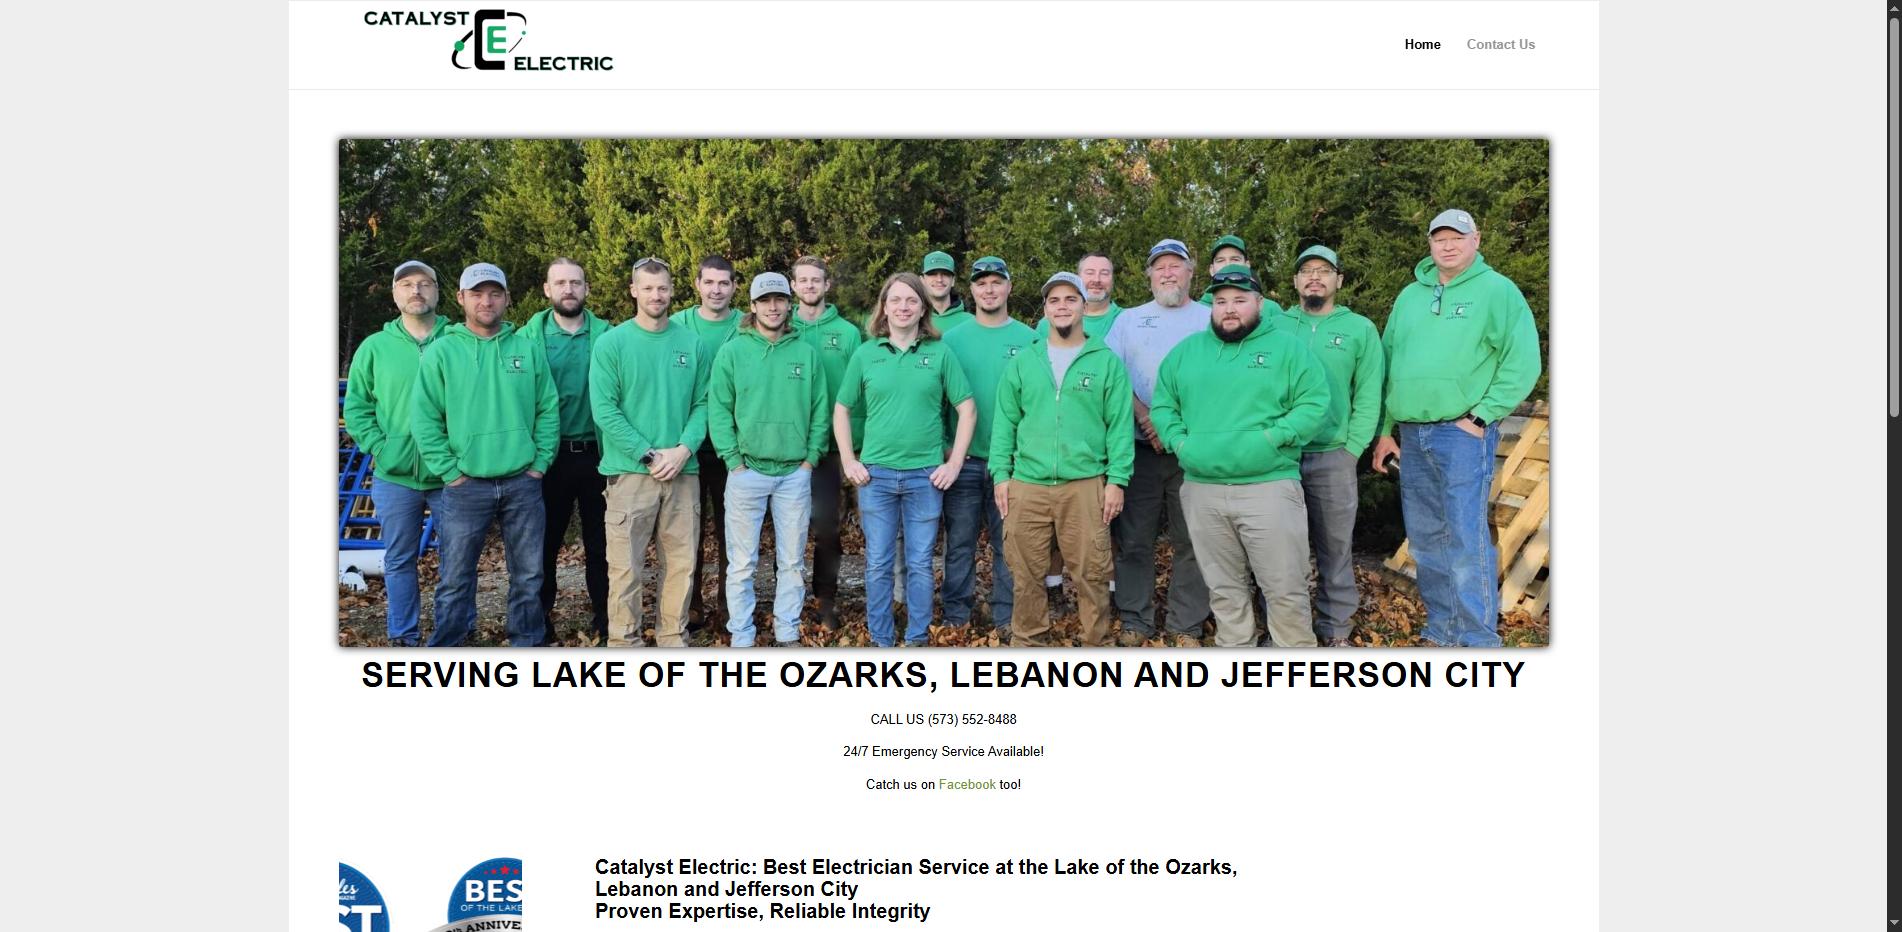 CATALYST
E
ELECTRIC
Home
Contact Us
SERVING LAKE OF THE OZARKS, LEBANON AND JEFFERSON CITY
CALL US (573) 552-8488
24/7 Emergency Service Available!
Catch us on Facebook too!
BES
OF THE LAKE
ANNIVE
Catalyst Electric: Best Electrician Service at the Lake of the Ozarks,
Lebanon and Jefferson City
Proven Expertise, Reliable Integrity